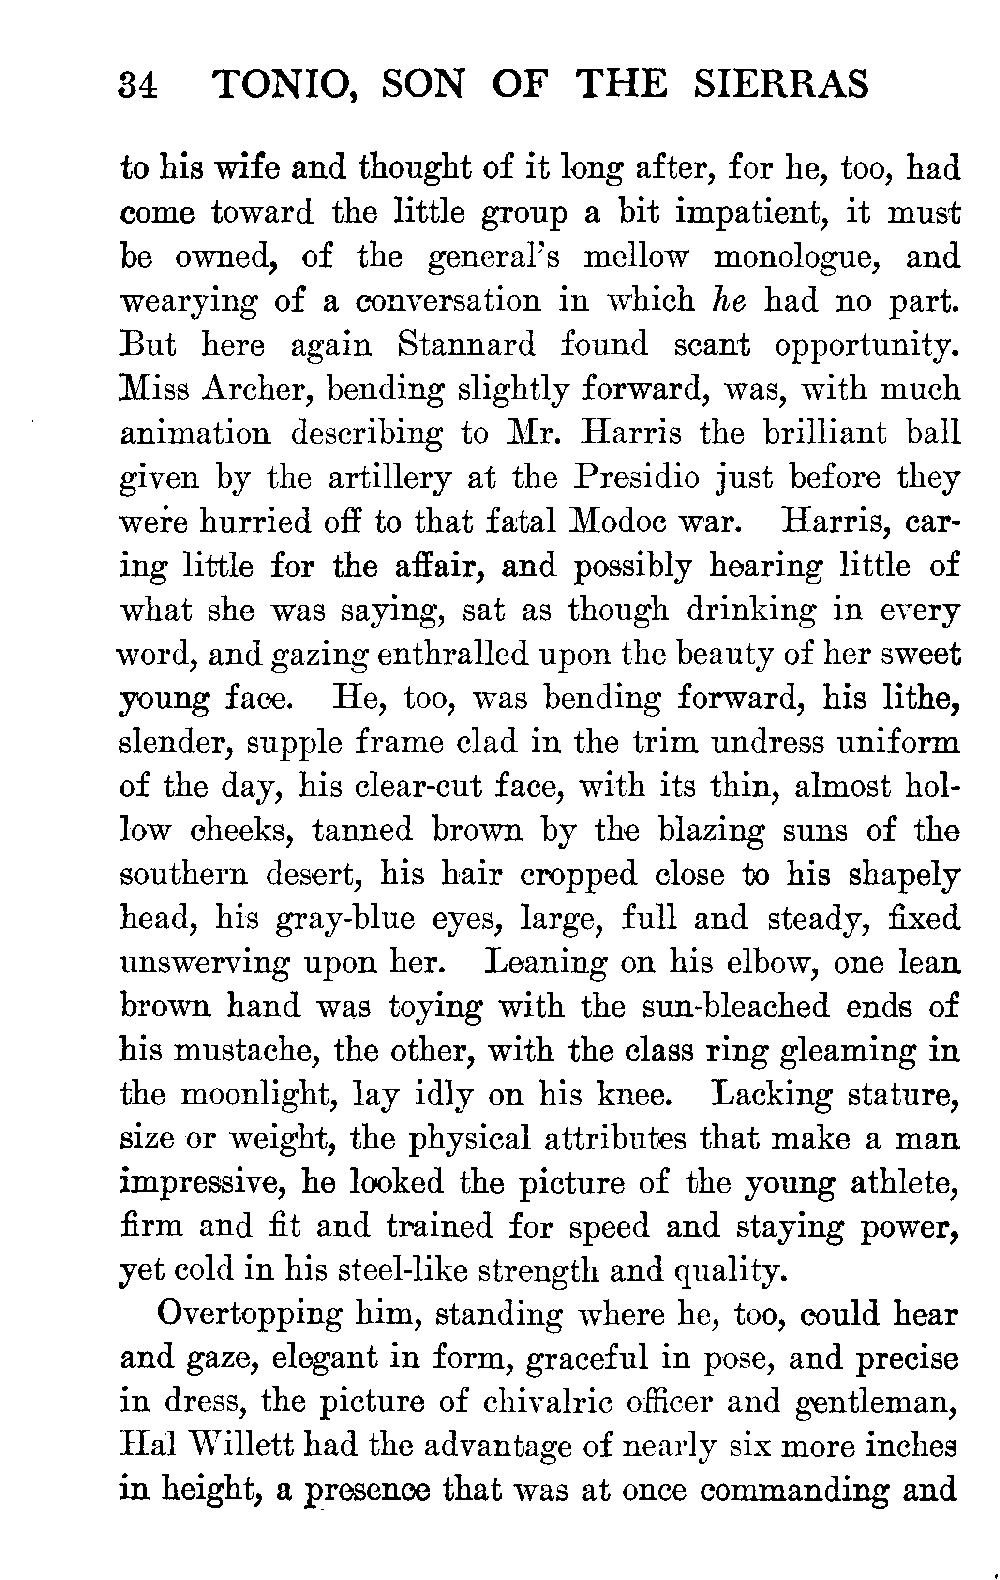 34 TONIO, SON OF THE SIERRAS
to his wife and thought of it long after, for he, too, had
come toward the little group a bit impatient, it must
be owned, of the general's mellow monologue, and
wearying of a conversation in which he had no part.
But here again Stannard found scant opportunity.
Miss Archer, bending slightly forward, was, with much
animation describing to Mr. Harris the brilliant ball
given by the artillery at the Presidio just before they
were hurried off to that fatal Modoc war. Harris, car-
ing little for the affair, and possibly hearing little of
what she was saying, sat as though drinking in every
word, and gazing enthralled upon the beauty of her sweet
young face. He, too, was bending forward, his lithe,
slender, supple frame clad in the trim undress uniform
of the day, his clear-cut face, with its thin, almost hol-
low cheeks, tanned brown by the blazing suns of the
southern desert, his hair cropped close to his shapely
head, his gray-blue eyes, large, full and steady, fixed
unswerving upon her. Leaning on his elbow, one lean
brown hand was toying with the sun-bleached ends of
his mustache, the other, with the class ring gleaming in
the moonlight, lay idly on his knee. Lacking stature,
size or weight, the physical attributes that make a man
impressive, he looked the picture of the young athlete,
firm and fit and trained for speed and staying power,
yet cold in his steel-like strength and quality.
Overtopping him, standing where he, too, could hear
and gaze, elegant in form, graceful in pose, and precise
in dress, the picture of chivalric officer and gentleman,
Hal Willett had the advantage of nearly six more inches
in height, a presence that was at once commanding and